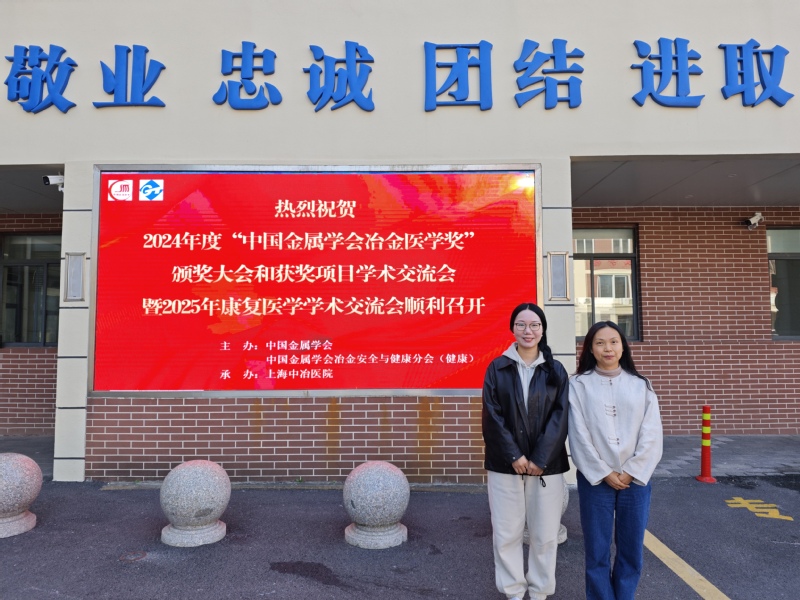 敬业 忠诚 团结 进取
热烈祝贺
2024年度“中国金属学会冶金医学奖”
颁奖大会和获奖项目学术交流会
暨2025年康复医学学术交流会顺利召开
主 办：中国金属学会
中国金属学会冶金安全与健康分会（健康）
承 办：上海中冶医院
专